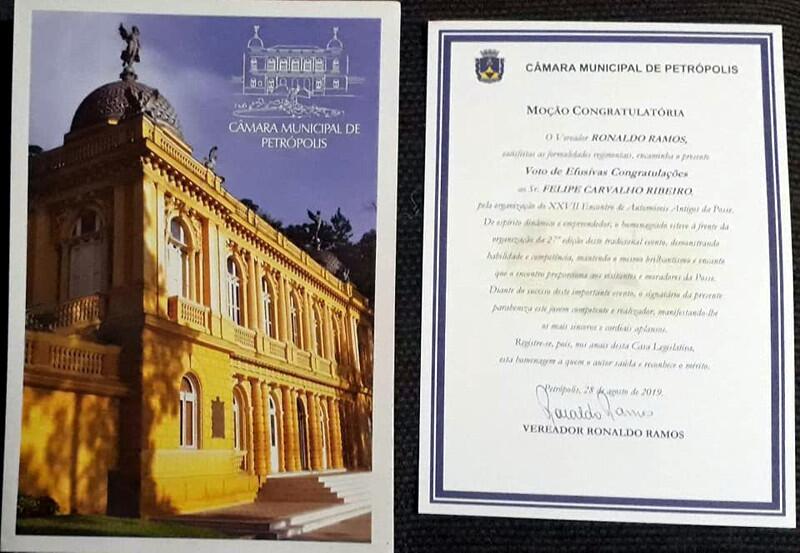 CÂMARA MUNICIPAL DE
PETRÓPOLIS
CÂMARA MUNICIPAL DE PETRÓPOLIS
MOÇÃO CONGRATULATÓRIA
O Vereador RONALDO RAMOS,
satisfeitas as formalidades regimentais, encaminha o presente
Voto de Efusivas Congratulações
ao Sr. FELIPE CARVALHO RIBEIRO,
pela organização do XXVII Encontro de Automóveis Antigos da Posse.
De espírito dinâmico e empreendedor, o homenageado esteve à frente da
organização da 27ª edição deste tradicional evento, demonstrando
habilidade e competência, mantendo o mesmo brilhantismo e encanto
que o encontro proporciona aos visitantes e moradores da Posse.
Diante do sucesso deste importante evento, o signatário da presente
parabeniza este jovem competente e realizador, manifestando-lhe
os mais sinceros e cordiais aplausos.
Registre-se, pois, nos anais desta Casa Legislativa,
esta homenagem a quem o autor saúda e reconhece o mérito.
Petrópolis, 28 de agosto de 2019.
Ronaldo Ramos
VEREADOR RONALDO RAMOS